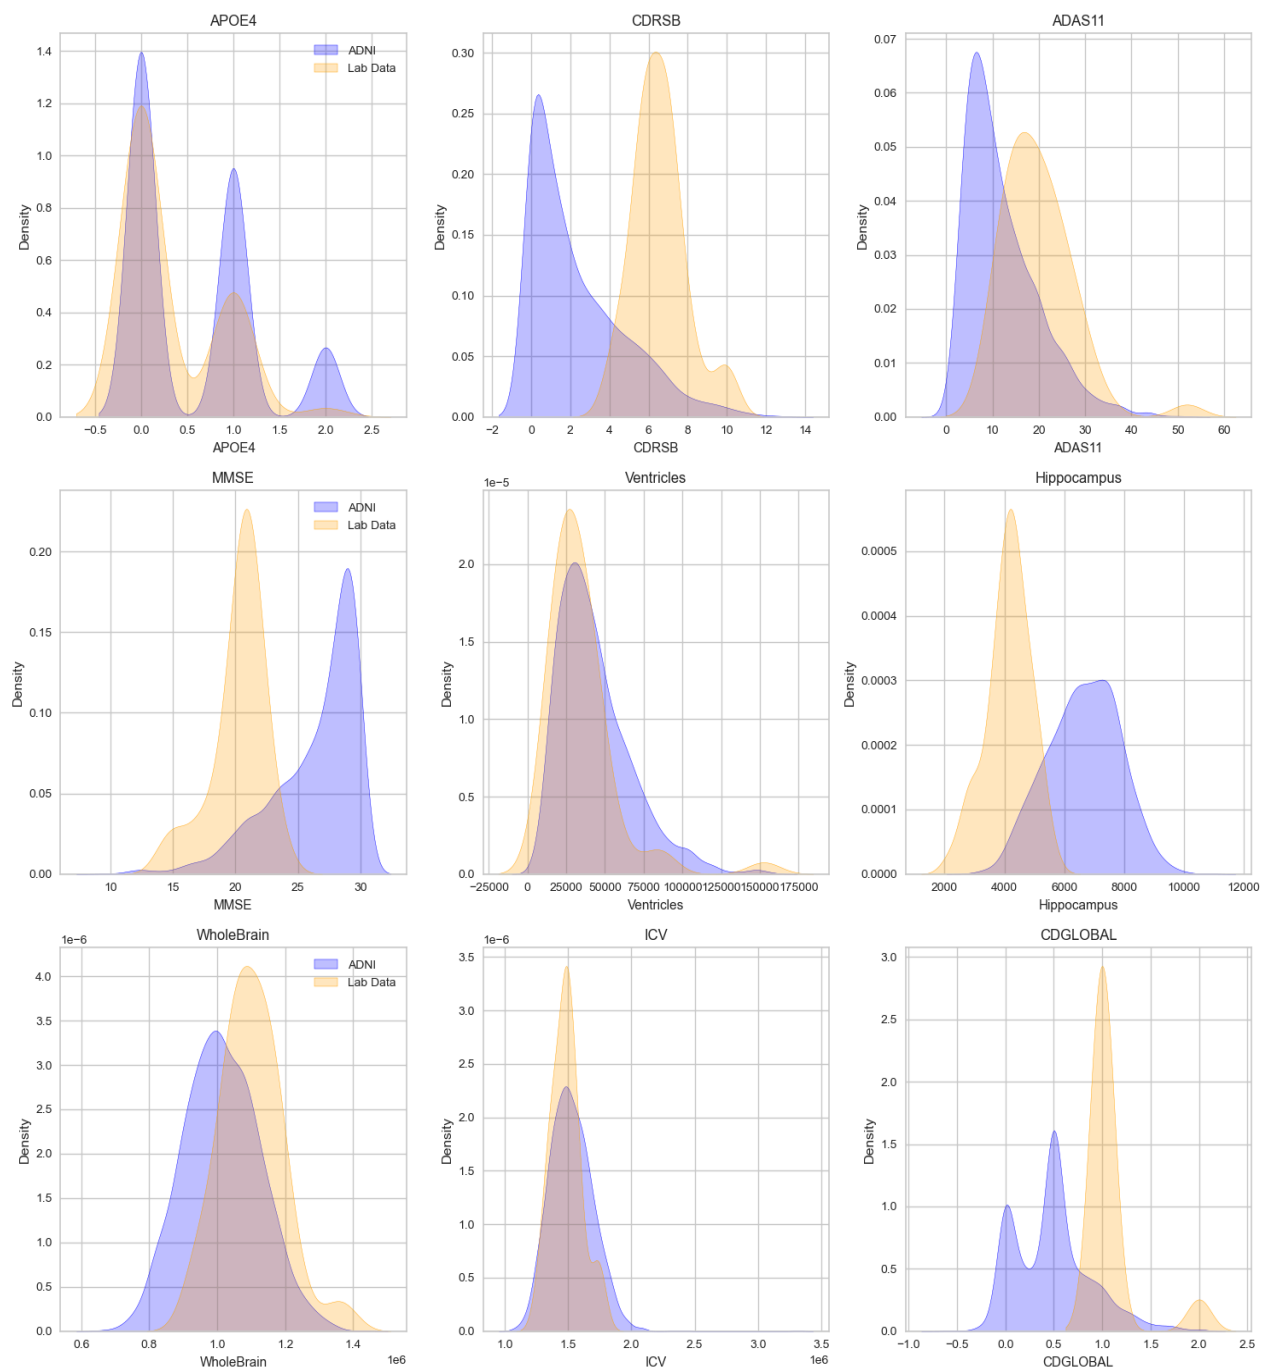 APOE4
ADNI
Lab Data
Density
1.4
1.2
1.0
0.8
0.6
0.4
0.2
0.0
−0.5 0.0 0.5 1.0 1.5 2.0 2.5
APOE4
CDRSB
Density
0.30
0.25
0.20
0.15
0.10
0.05
0.00
0 2 4 6 8 10 12 14
CDRSB
ADAS11
Density
0.07
0.06
0.05
0.04
0.03
0.02
0.01
0.00
0 10 20 30 40 50 60
ADAS11
MMSE
ADNI
Lab Data
Density
0.20
0.15
0.10
0.05
0.00
10 15 20 25 30
MMSE
Ventricles
1e−5
Density
2.0
1.5
1.0
0.5
0.0
−25000 0 25000 50000 75000 100000 125000 150000 175000
Ventricles
Hippocampus
Density
0.0005
0.0004
0.0003
0.0002
0.0001
0.0000
2000 4000 6000 8000 10000 12000
Hippocampus
WholeBrain
1e−6
ADNI
Lab Data
Density
4.0
3.5
3.0
2.5
2.0
1.5
1.0
0.5
0.0
0.6 0.8 1.0 1.2 1.4
WholeBrain
1e6
ICV
1e−6
Density
3.5
3.0
2.5
2.0
1.5
1.0
0.5
0.0
1.0 1.5 2.0 2.5 3.0 3.5
ICV
1e6
CDGLOBAL
Density
3.0
2.5
2.0
1.5
1.0
0.5
0.0
−1.0 −0.5 0.0 0.5 1.0 1.5 2.0 2.5
CDGLOBAL